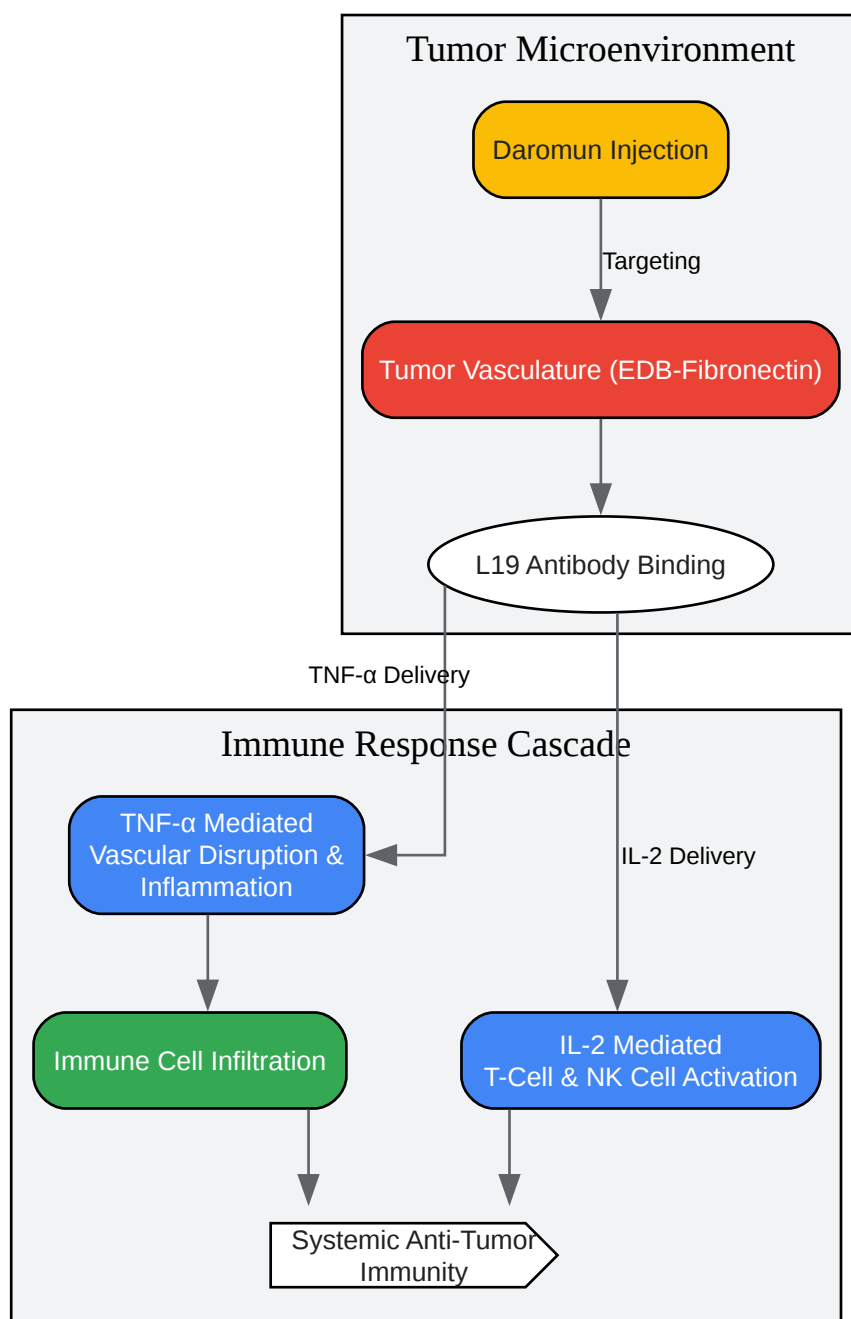 Tumor Microenvironment
Daromun Injection
Targeting
Tumor Vasculature (EDB-Fibronectin)
L19 Antibody Binding
TNF-α Delivery
Immune Response Cascade
TNF-α Mediated
Vascular Disruption &
Inflammation
IL-2 Delivery
Immune Cell Infiltration
IL-2 Mediated
T-Cell & NK Cell Activation
Systemic Anti-Tumor
Immunity